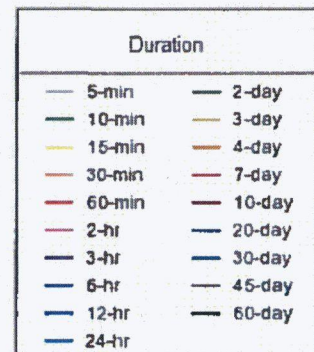 Duration
5-min 2-day
10-min 3-day
15-min 4-day
30-min 7-day
60-min 10-day
2-hr 20-day
3-hr 30-day
6-hr 45-day
12-hr 60-day
24-hr